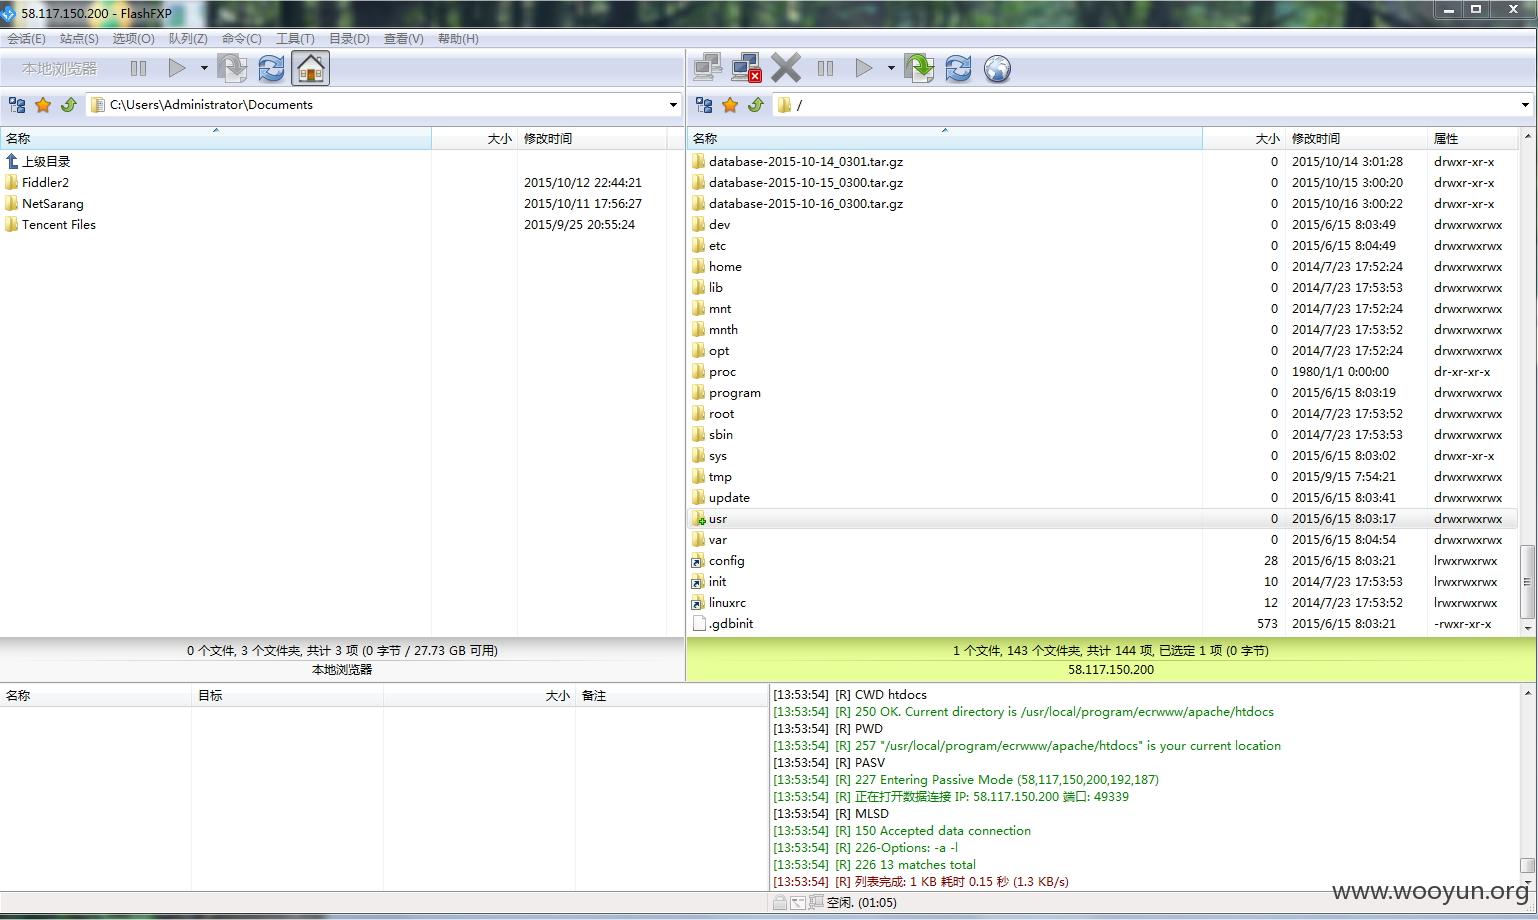 58.117.150.200 - FlashFXP
会话(E) 站点(S) 选项(O) 队列(Z) 命令(C) 工具(T) 目录(D) 查看(V) 帮助(H)
本地浏览器
C:\Users\Administrator\Documents
名称 大小 修改时间
上级目录
Fiddler2 2015/10/12 22:44:21
NetSarang 2015/10/11 17:56:27
Tencent Files 2015/9/25 20:55:24
0 个文件, 3 个文件夹, 共计 3 项 (0 字节 / 27.73 GB 可用)
本地浏览器
/
名称 大小 修改时间 属性
database-2015-10-14_0301.tar.gz 0 2015/10/14 3:01:28 drwxr-xr-x
database-2015-10-15_0300.tar.gz 0 2015/10/15 3:00:20 drwxr-xr-x
database-2015-10-16_0300.tar.gz 0 2015/10/16 3:00:22 drwxr-xr-x
dev 0 2015/6/15 8:03:49 drwxrwxrwx
etc 0 2015/6/15 8:04:49 drwxrwxrwx
home 0 2014/7/23 17:52:24 drwxrwxrwx
lib 0 2014/7/23 17:53:53 drwxrwxrwx
mnt 0 2014/7/23 17:52:24 drwxrwxrwx
mnth 0 2014/7/23 17:53:52 drwxrwxrwx
opt 0 2014/7/23 17:52:24 drwxrwxrwx
proc 0 1980/1/1 0:00:00 dr-xr-xr-x
program 0 2015/6/15 8:03:19 drwxrwxrwx
root 0 2014/7/23 17:53:52 drwxrwxrwx
sbin 0 2014/7/23 17:53:53 drwxrwxrwx
sys 0 2015/6/15 8:03:02 drwxr-xr-x
tmp 0 2015/9/15 7:54:21 drwxrwxrwx
update 0 2015/6/15 8:03:41 drwxrwxrwx
usr 0 2015/6/15 8:03:17 drwxrwxrwx
var 0 2015/6/15 8:04:54 drwxrwxrwx
config 28 2015/6/15 8:03:21 lrwxrwxrwx
init 10 2014/7/23 17:53:53 lrwxrwxrwx
linuxrc 12 2014/7/23 17:53:52 lrwxrwxrwx
.gdbinit 573 2015/6/15 8:03:21 -rwxr-xr-x
1 个文件, 143 个文件夹, 共计 144 项, 已选定 1 项 (0 字节)
58.117.150.200
名称 目标 大小 备注
[13:53:54] [R] CWD htdocs
[13:53:54] [R] 250 OK. Current directory is /usr/local/program/ecrwww/apache/htdocs
[13:53:54] [R] PWD
[13:53:54] [R] 257 "/usr/local/program/ecrwww/apache/htdocs" is your current location
[13:53:54] [R] PASV
[13:53:54] [R] 227 Entering Passive Mode (58,117,150,200,192,187)
[13:53:54] [R] 正在打开数据连接 IP: 58.117.150.200 端口: 49339
[13:53:54] [R] MLSD
[13:53:54] [R] 150 Accepted data connection
[13:53:54] [R] 226-Options: -a -l
[13:53:54] [R] 226 13 matches total
[13:53:54] [R] 列表完成: 1 KB 耗时 0.15 秒 (1.3 KB/s)
空闲. (01:05)
www.wooyun.org